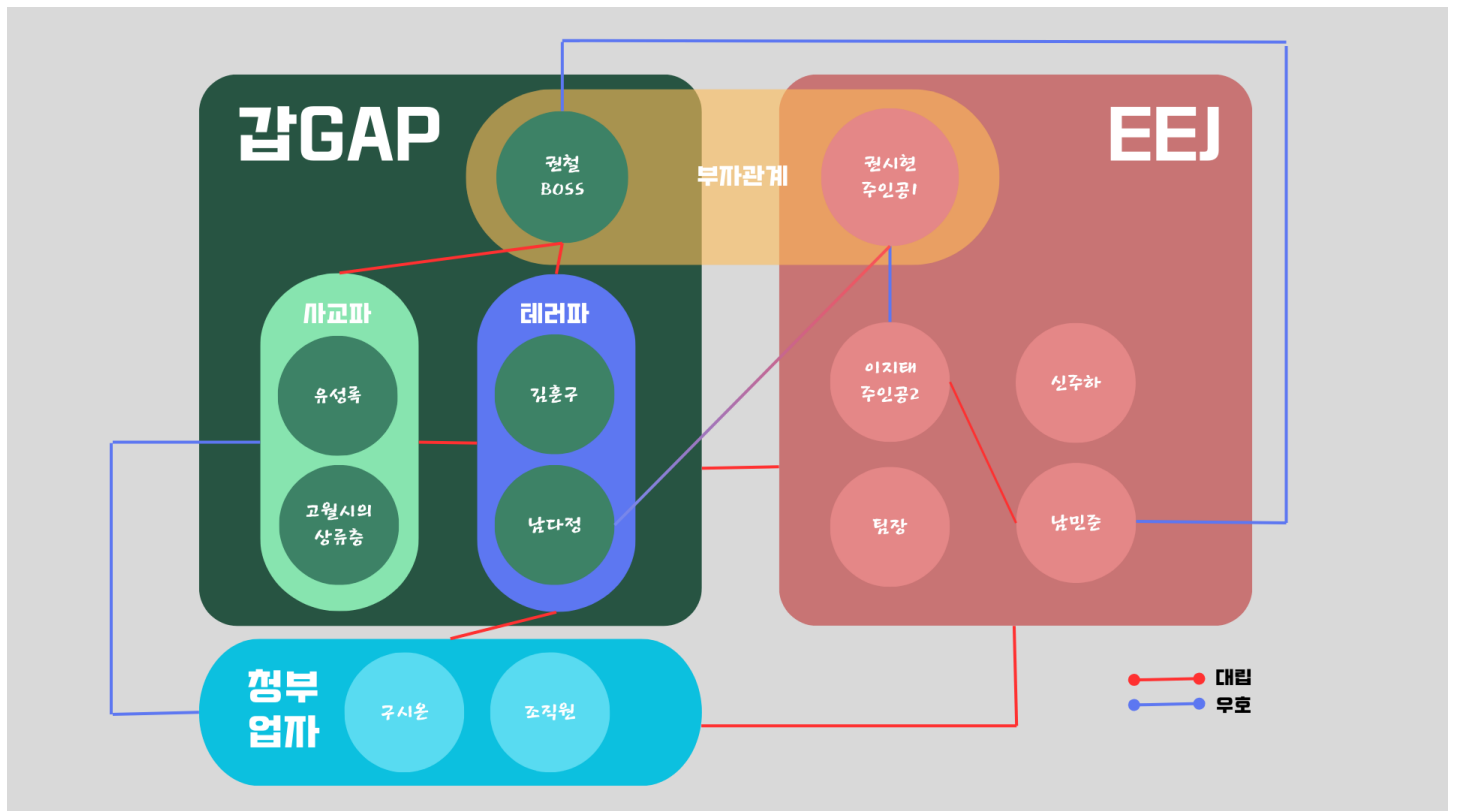 갑GAP
EEJ
권철
BOSS
부자관계
권시현
주인공1
사교파
테러파
유성록
김훈구
이지태
주인공2
신주하
고월시의
상류층
남다정
팀장
남민준
청부
업자
구시온
조직원
대립
우호